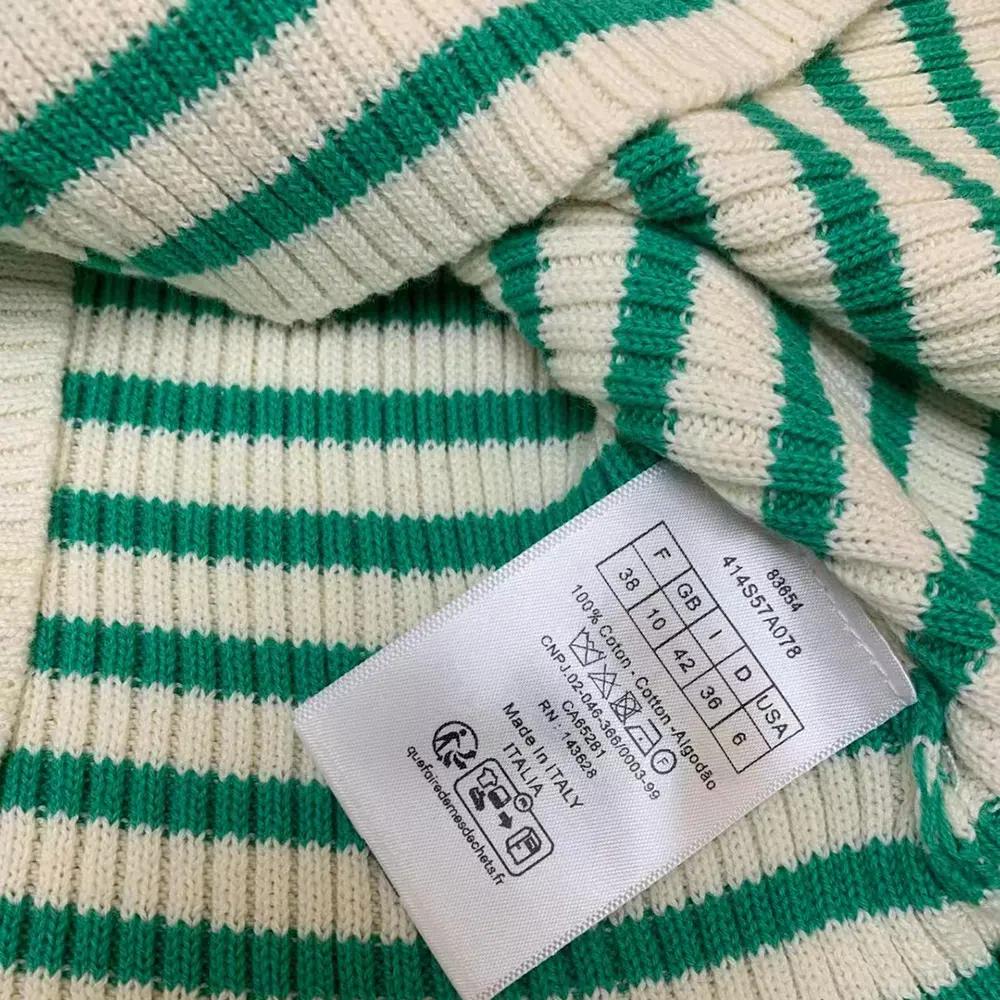 83654
414S57A078
F GB I D USA
38 10 42 36 6
100% Coton - Cotton - Algodão
F
CNPJ.02-046-366/0003-99
CA65281
RN : 143628
Made In ITALY
ITALIA
quefairedemesdechets.fr